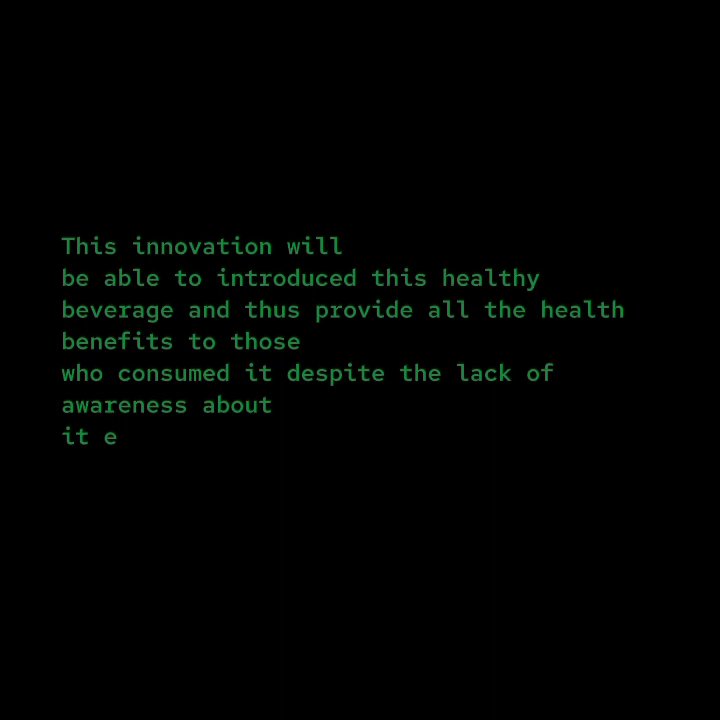 This innovation will
be able to introduced this healthy
beverage and thus provide all the health
benefits to those
who consumed it despite the lack of
awareness about
it e